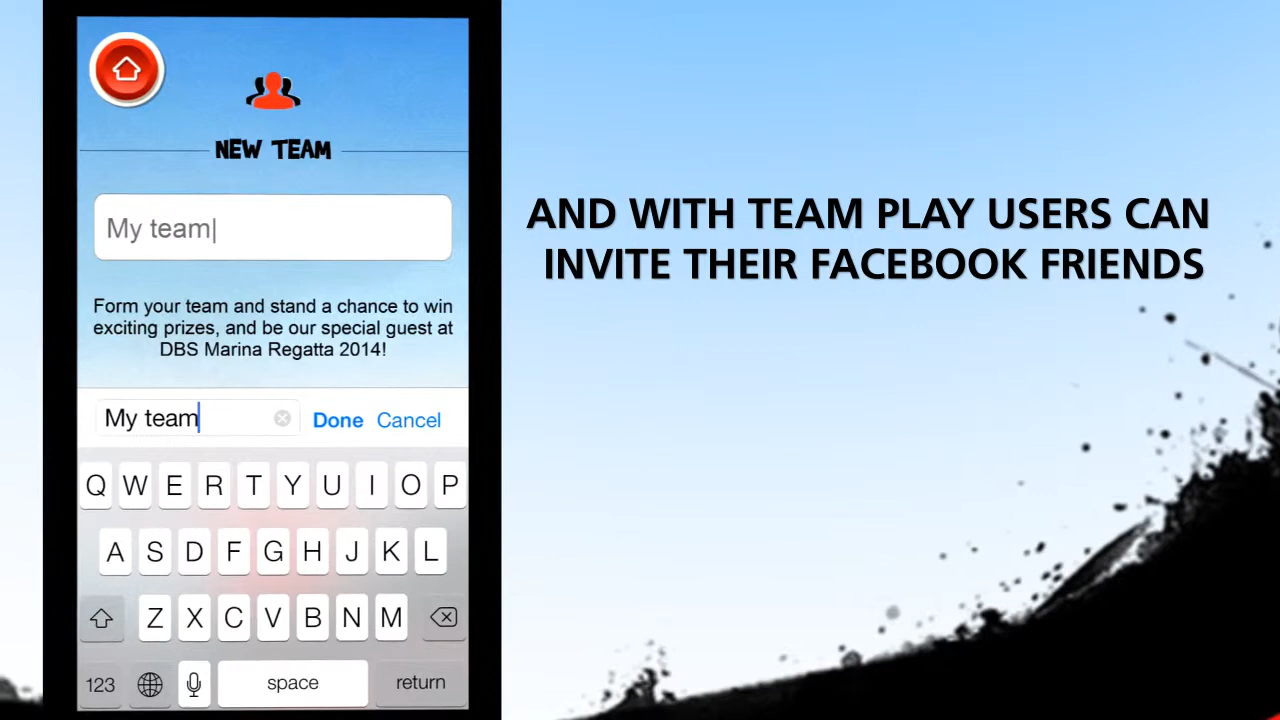 NEW TEAM
My team
Form your team and stand a chance to win
exciting prizes, and be our special guest at
DBS Marina Regatta 2014!
My team Done Cancel
Q W E R T Y U I O P
A S D F G H J K L
Z X C V B N M
123 space return
AND WITH TEAM PLAY USERS CAN
INVITE THEIR FACEBOOK FRIENDS